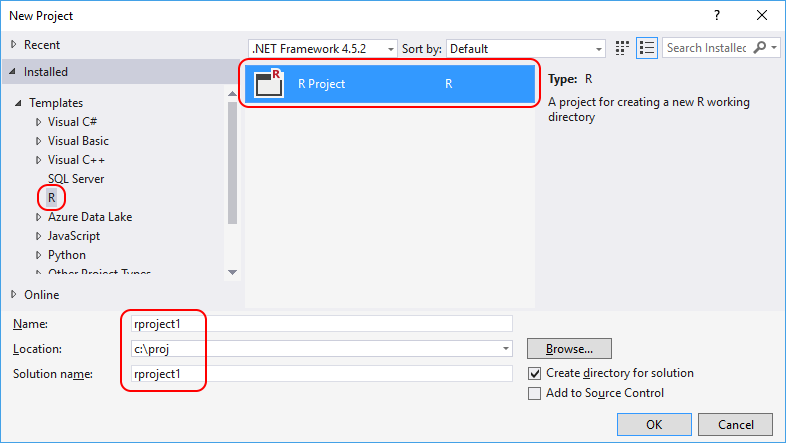 New Project
? 
Recent
.NET Framework 4.5.2
Sort by:
Default
Search Installed
Installed
R
R Project
R
Type: R
A project for creating a new R working
directory
Templates
Visual C#
Visual Basic
Visual C++
SQL Server
R
Azure Data Lake
JavaScript
Python
Other Project Types
Online
Name:
rproject1
Location:
c:\proj
Browse...
Solution name:
rproject1
Create directory for solution
Add to Source Control
OK
Cancel